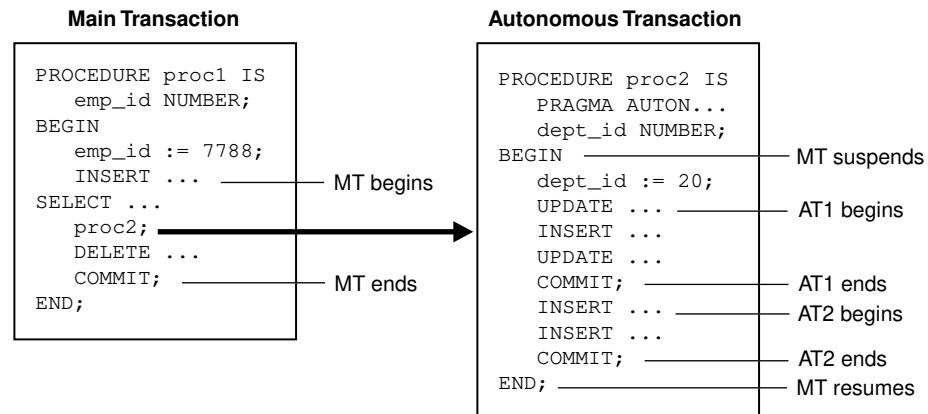 Main Transaction
PROCEDURE proc1 IS
emp_id NUMBER;
BEGIN
emp_id := 7788;
INSERT ... MT begins
SELECT ...
proc2;
DELETE ...
COMMIT; MT ends
END;
Autonomous Transaction
PROCEDURE proc2 IS
PRAGMA AUTON...
dept_id NUMBER;
BEGIN MT suspends
dept_id := 20;
UPDATE ... AT1 begins
INSERT ...
UPDATE ...
COMMIT; AT1 ends
INSERT ... AT2 begins
INSERT ...
COMMIT; AT2 ends
END; MT resumes